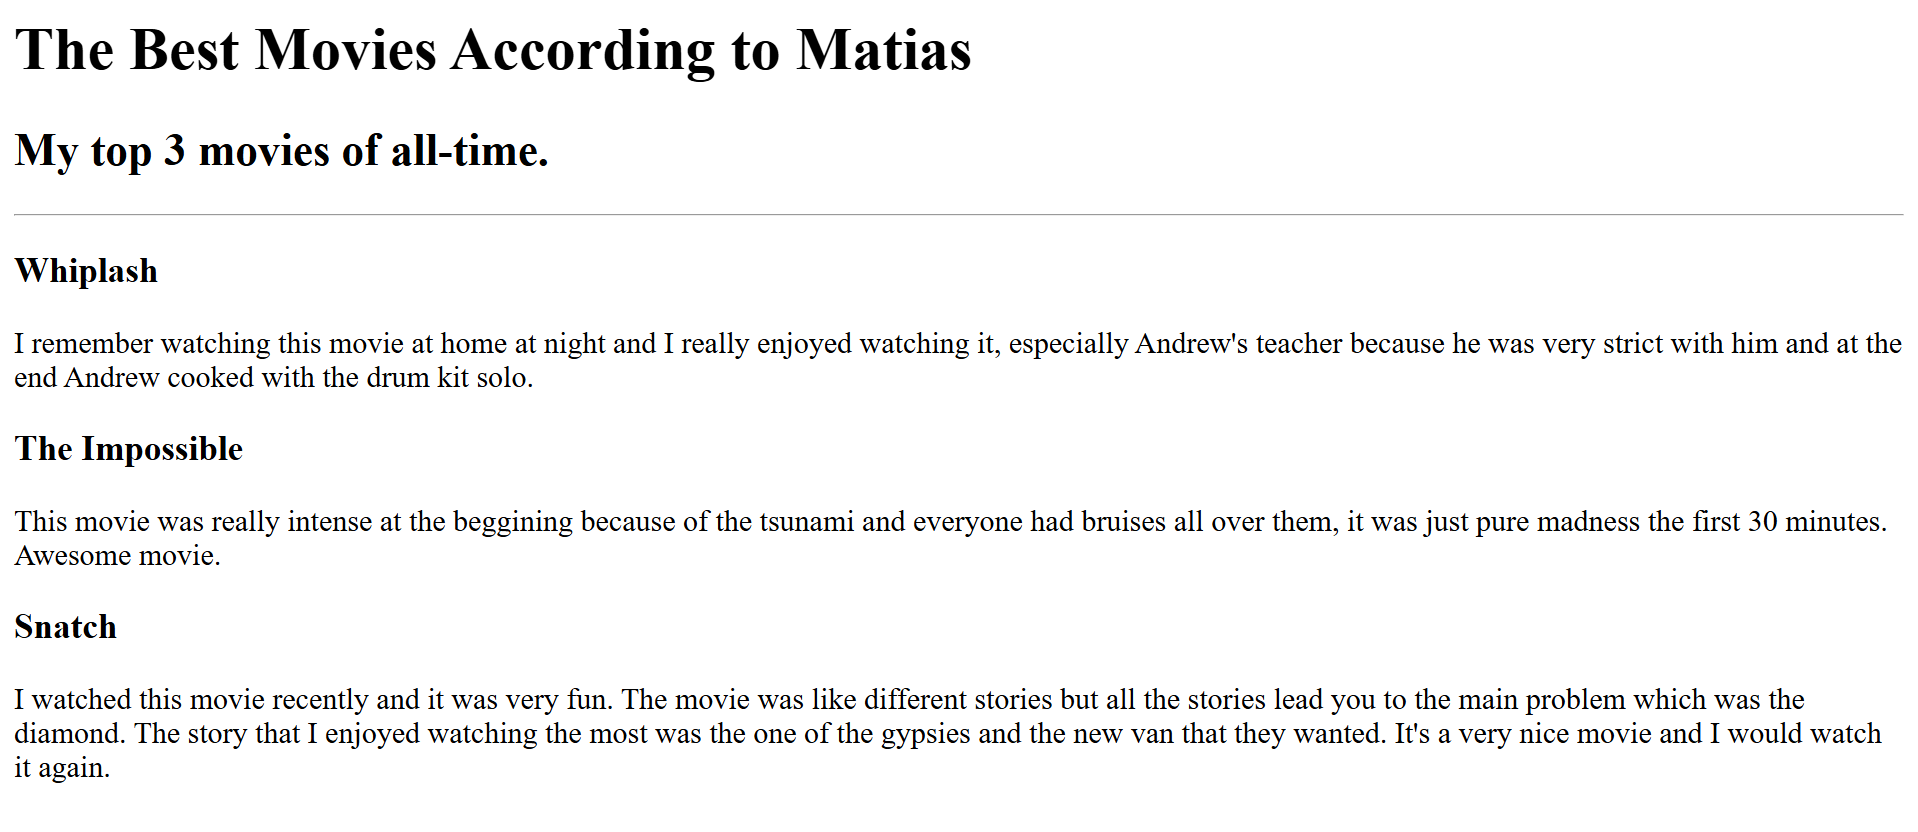 The Best Movies According to Matias
My top 3 movies of all-time.
Whiplash
I remember watching this movie at home at night and I really enjoyed watching it, especially Andrew's teacher because he was very strict with him and at the
end Andrew cooked with the drum kit solo.
The Impossible
This movie was really intense at the beggining because of the tsunami and everyone had bruises all over them, it was just pure madness the first 30 minutes.
Awesome movie.
Snatch
I watched this movie recently and it was very fun. The movie was like different stories but all the stories lead you to the main problem which was the
diamond. The story that I enjoyed watching the most was the one of the gypsies and the new van that they wanted. It's a very nice movie and I would watch
it again.